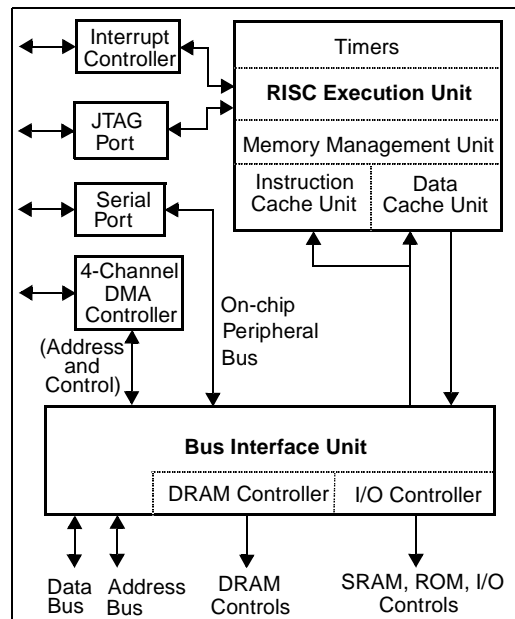 Interrupt
Controller
JTAG
Port
Serial
Port
4-Channel
DMA
Controller
(Address
and
Control)
Timers
RISC Execution Unit
Memory Management Unit
Instruction
Cache Unit
Data
Cache Unit
On-chip
Peripheral
Bus
Bus Interface Unit
DRAM Controller
I/O Controller
Data
Bus
Address
Bus
DRAM
Controls
SRAM, ROM, I/O
Controls